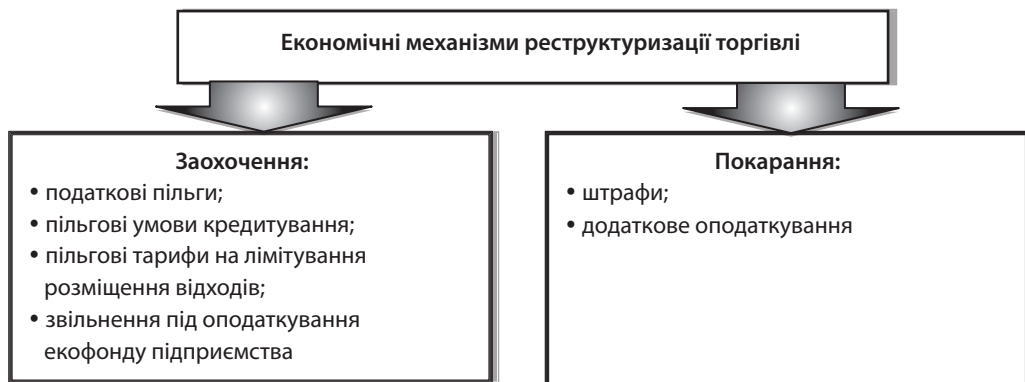 Економічні механізми реструктуризації торгівлі
Заохочення:
• податкові пільги;
• пільгові умови кредитування;
• пільгові тарифи на лімітування
розміщення відходів;
• звільнення під оподаткування
екофонду підприємства
Покарання:
• штрафи;
• додаткове оподаткування